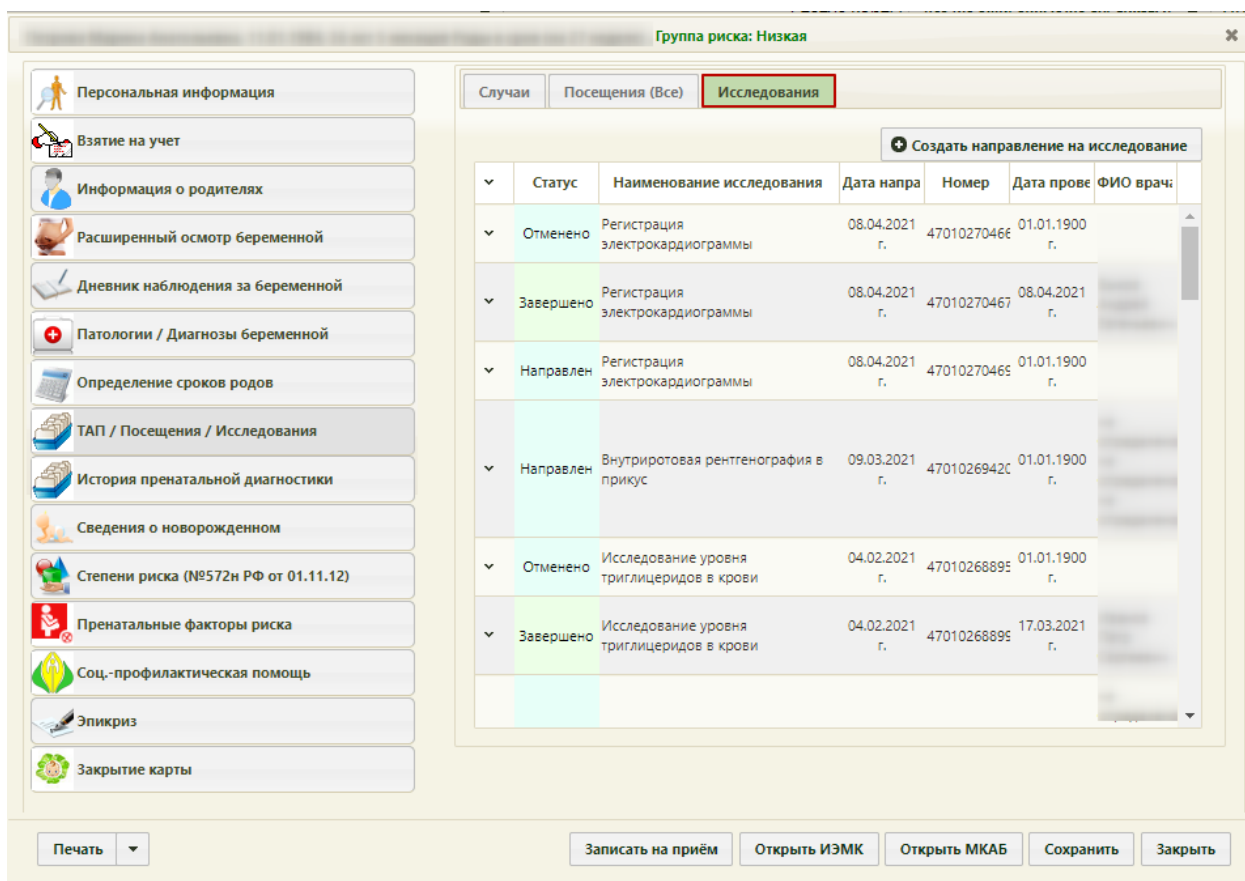 Группа риска: Низкая
Персональная информация
Взятие на учет
Информация о родителях
Расширенный осмотр беременной
Дневник наблюдения за беременной
Патологии / Диагнозы беременной
Определение сроков родов
ТАП / Посещения / Исследования
История пренатальной диагностики
Сведения о новорожденном
Степени риска (№572н РФ от 01.11.12)
Пренатальные факторы риска
Соц.-профилактическая помощь
Эпикриз
Закрытие карты
Случаи Посещения (Все) Исследования
Создать направление на исследование
Статус Наименование исследования Дата напра Номер Дата прове ФИО врача
Отменено Регистрация электрокардиограммы 08.04.2021 г. 47010270466 01.01.1900 г.
Завершено Регистрация электрокардиограммы 08.04.2021 г. 47010270467 08.04.2021 г.
Направлен Регистрация электрокардиограммы 08.04.2021 г. 47010270469 01.01.1900 г.
Направлен Внутриротовая рентгенография в прикус 09.03.2021 г. 4701026942 01.01.1900 г.
Отменено Исследование уровня триглицеридов в крови 04.02.2021 г. 4701026889 01.01.1900 г.
Завершено Исследование уровня триглицеридов в крови 04.02.2021 г. 47010268899 17.03.2021 г.
Печать Записать на приём Открыть ИЭМК Открыть МКАБ Сохранить Закрыть